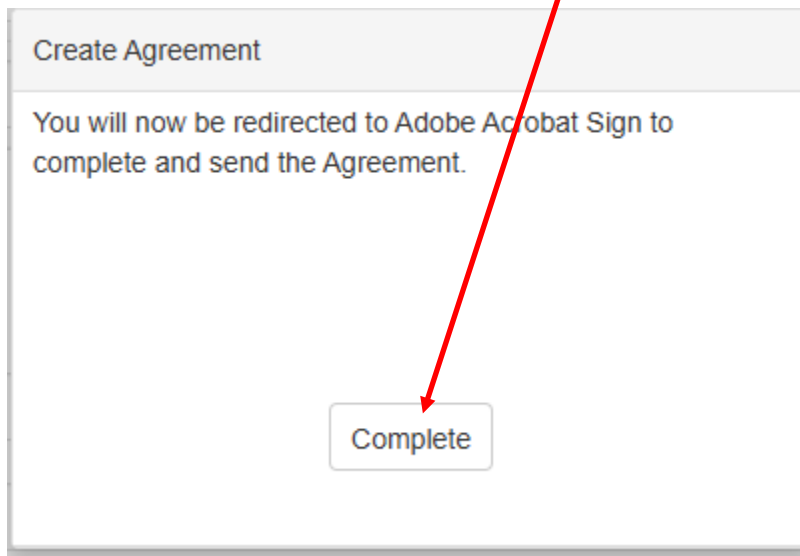 Create Agreement
You will now be redirected to Adobe Acrobat Sign to
complete and send the Agreement.
Complete